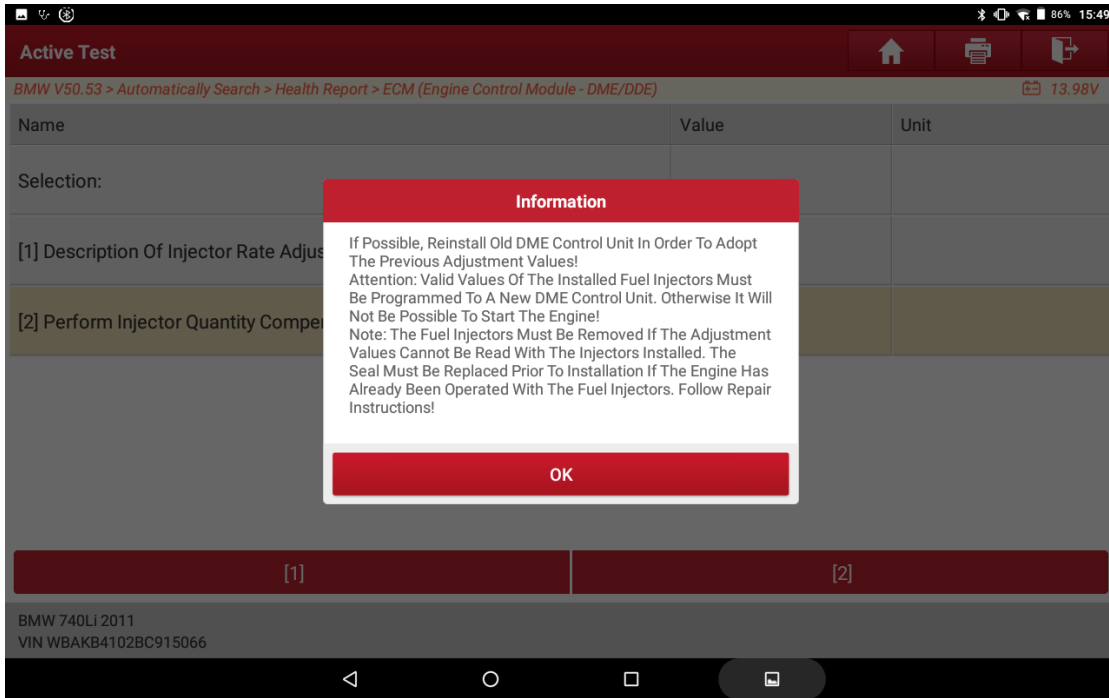 86% 15:49
Active Test
BMW V50.53 > Automatically Search > Health Report > ECM (Engine Control Module - DME/DDE)
13.98V
Name Value Unit
Selection:
[1] Description Of Injector Rate Adjus
[2] Perform Injector Quantity Compe
Information
If Possible, Reinstall Old DME Control Unit In Order To Adopt
The Previous Adjustment Values!
Attention: Valid Values Of The Installed Fuel Injectors Must
Be Programmed To A New DME Control Unit. Otherwise It Will
Not Be Possible To Start The Engine!
Note: The Fuel Injectors Must Be Removed If The Adjustment
Values Cannot Be Read With The Injectors Installed. The
Seal Must Be Replaced Prior To Installation If The Engine Has
Already Been Operated With The Fuel Injectors. Follow Repair
Instructions!
OK
[1] [2]
BMW 740Li 2011
VIN WBAKB4102BC915066